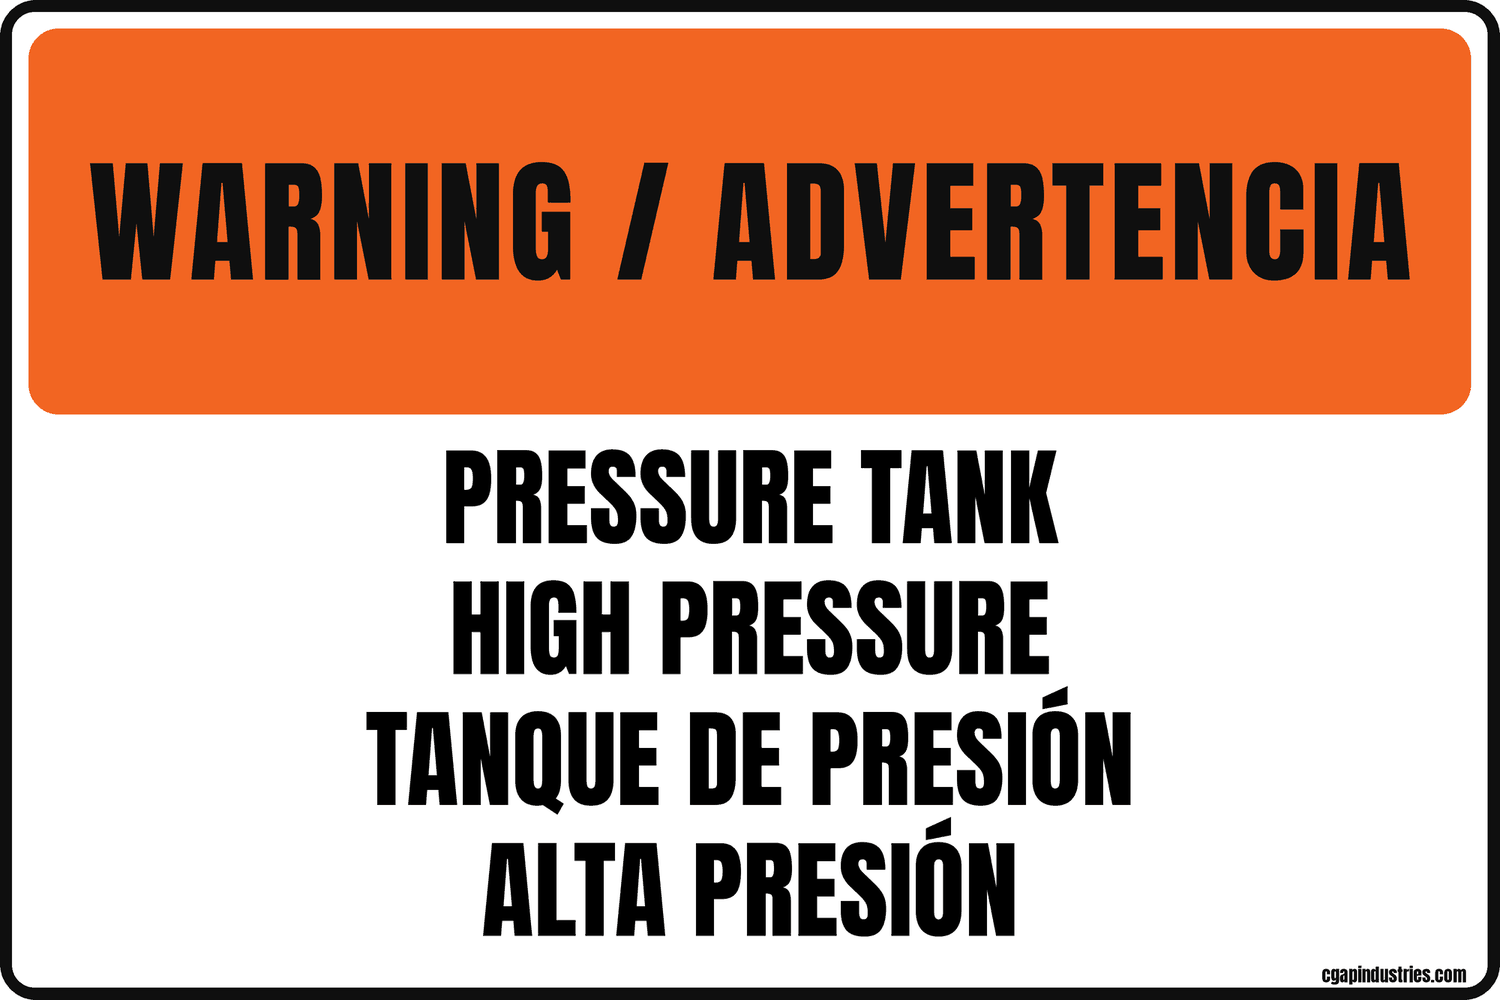 WARNING / ADVERTENCIA
PRESSURE TANK
HIGH PRESSURE
TANQUE DE PRESIÓN
ALTA PRESIÓN
cgapindustries.com